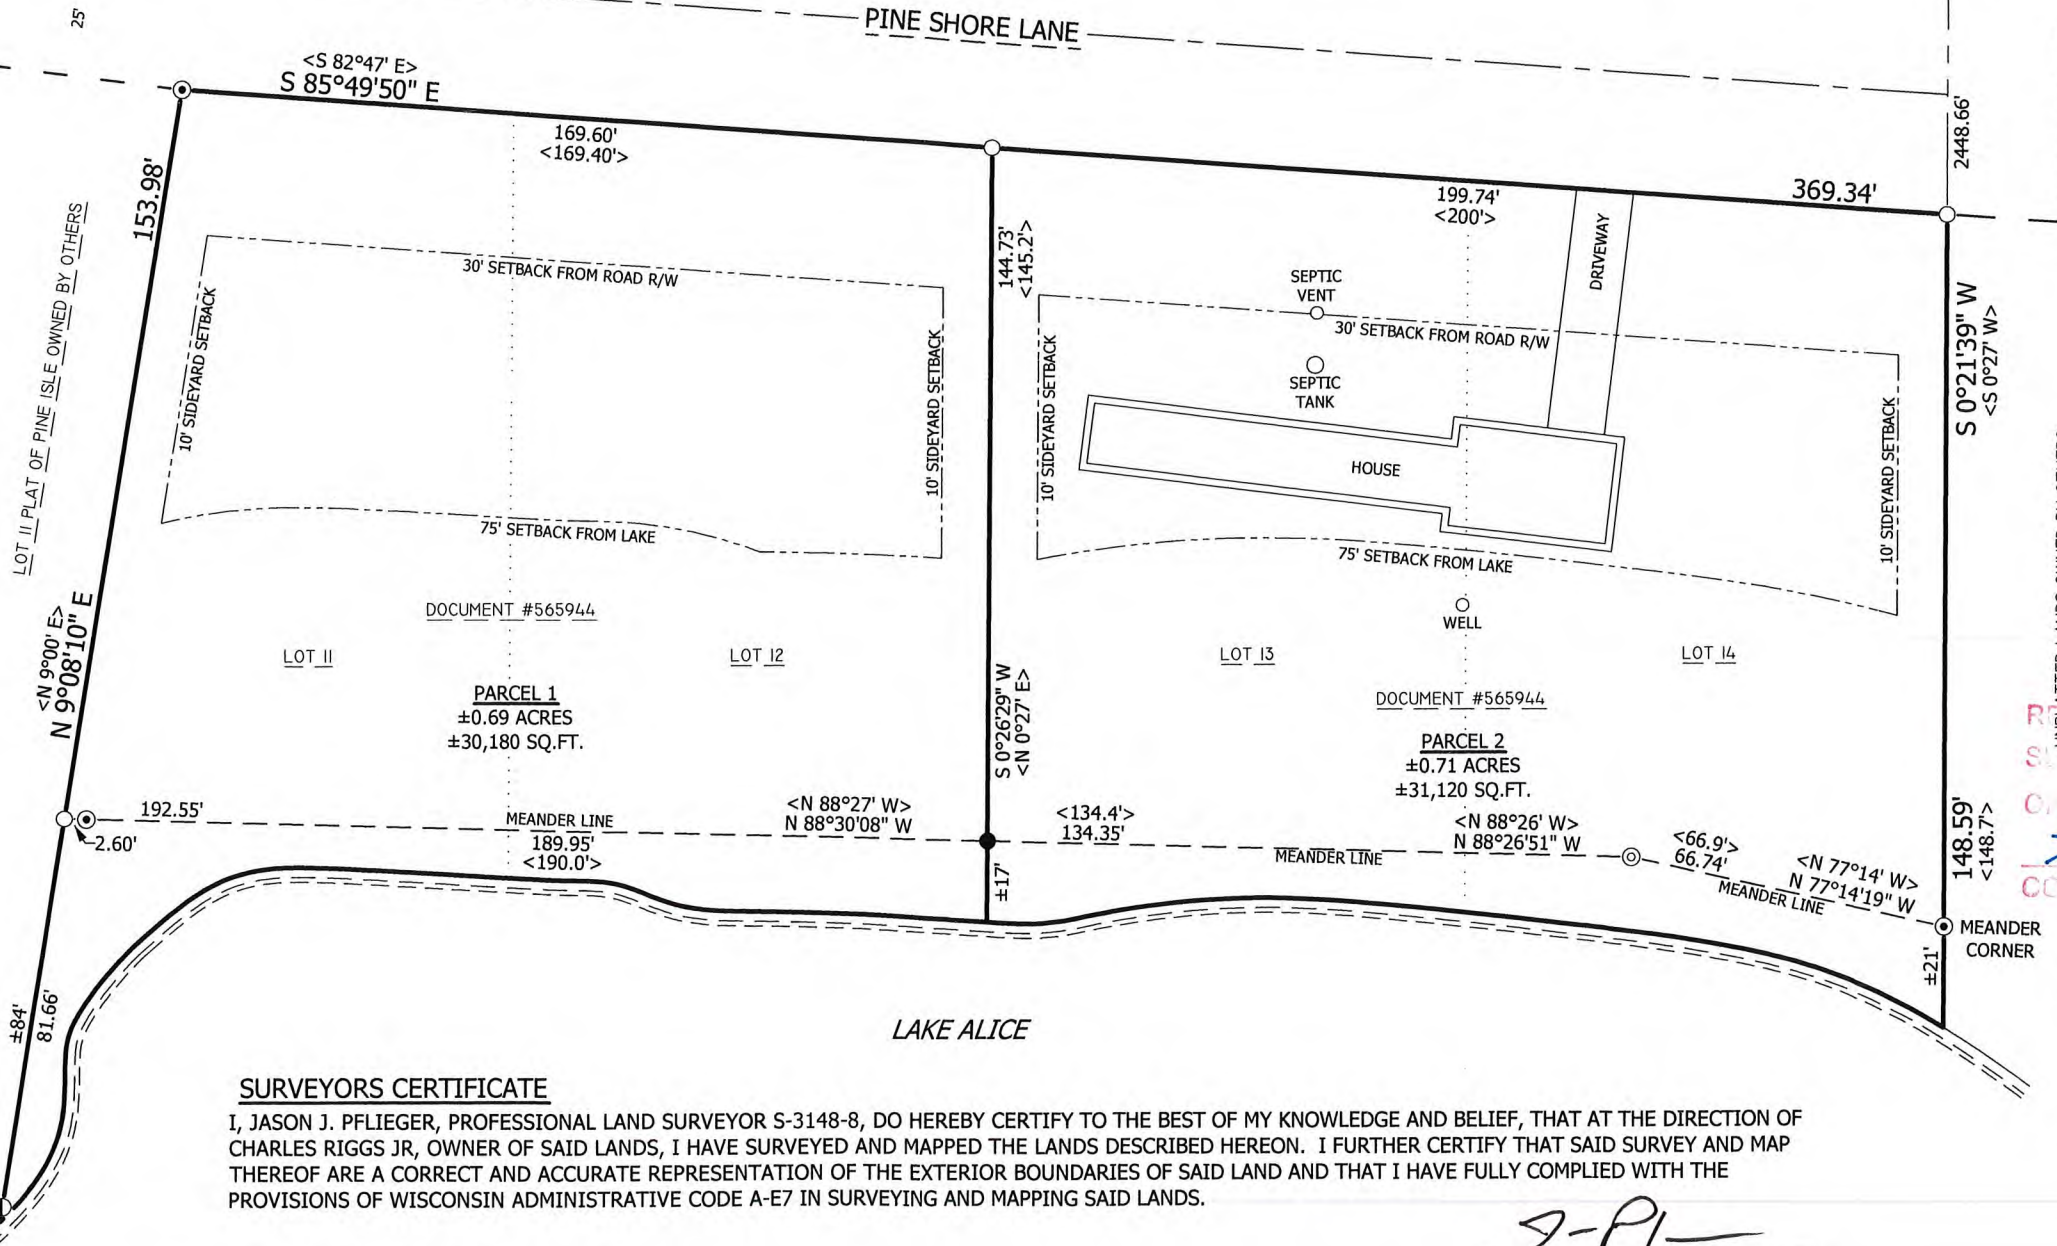 25'
PINE SHORE LANE
<S 82°47' E>
S 85°49'50" E
169.60'
<169.40'>
2448.66'
369.34'
199.74'
<200'>
153.98'
LOT 11 PLAT OF PINE ISLE OWNED BY OTHERS
30' SETBACK FROM ROAD R/W
10' SIDEYARD SETBACK
10' SIDEYARD SETBACK
75' SETBACK FROM LAKE
144.73'
<145.2'>
SEPTIC
VENT
30' SETBACK FROM ROAD R/W
DRIVEWAY
SEPTIC
TANK
10' SIDEYARD SETBACK
HOUSE
10' SIDEYARD SETBACK
75' SETBACK FROM LAKE
S 0°21'39" W
<S 0°27' W>
<N 9°00' E>
N 9°08'10" E
DOCUMENT #565944
LOT 11
LOT 12
PARCEL 1
±0.69 ACRES
±30,180 SQ.FT.
S 0°26'29" W
<N 0°27' E>
WELL
LOT 13
LOT 14
DOCUMENT #565944
PARCEL 2
±0.71 ACRES
±31,120 SQ.FT.
192.55'
2.60'
MEANDER LINE
189.95'
<190.0'>
<N 88°27' W>
N 88°30'08" W
±17'
<134.4'>
134.35'
MEANDER LINE
<N 88°26' W>
N 88°26'51" W
<66.9'>
66.74'
<N 77°14' W>
N 77°14'19" W
MEANDER LINE
148.59'
<148.7'>
MEANDER
CORNER
±21'
±84'
81.66'
LAKE ALICE
SURVEYORS CERTIFICATE
I, JASON J. PFLIEGER, PROFESSIONAL LAND SURVEYOR S-3148-8, DO HEREBY CERTIFY TO THE BEST OF MY KNOWLEDGE AND BELIEF, THAT AT THE DIRECTION OF
CHARLES RIGGS JR, OWNER OF SAID LANDS, I HAVE SURVEYED AND MAPPED THE LANDS DESCRIBED HEREON. I FURTHER CERTIFY THAT SAID SURVEY AND MAP
THEREOF ARE A CORRECT AND ACCURATE REPRESENTATION OF THE EXTERIOR BOUNDARIES OF SAID LAND AND THAT I HAVE FULLY COMPLIED WITH THE
PROVISIONS OF WISCONSIN ADMINISTRATIVE CODE A-E7 IN SURVEYING AND MAPPING SAID LANDS.